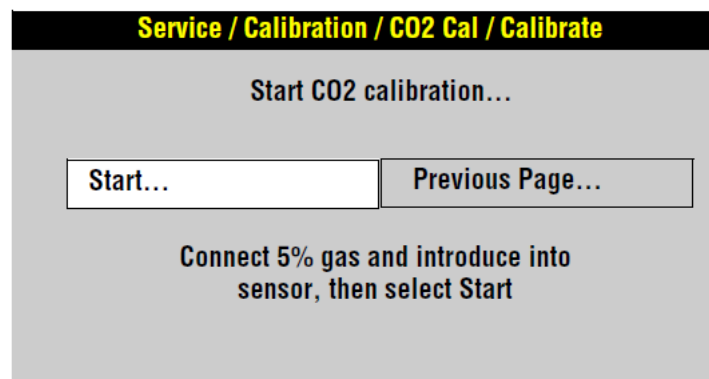 Service / Calibration / CO2 Cal / Calibrate
Start CO2 calibration...
Start...
Previous Page...
Connect 5% gas and introduce into
sensor, then select Start